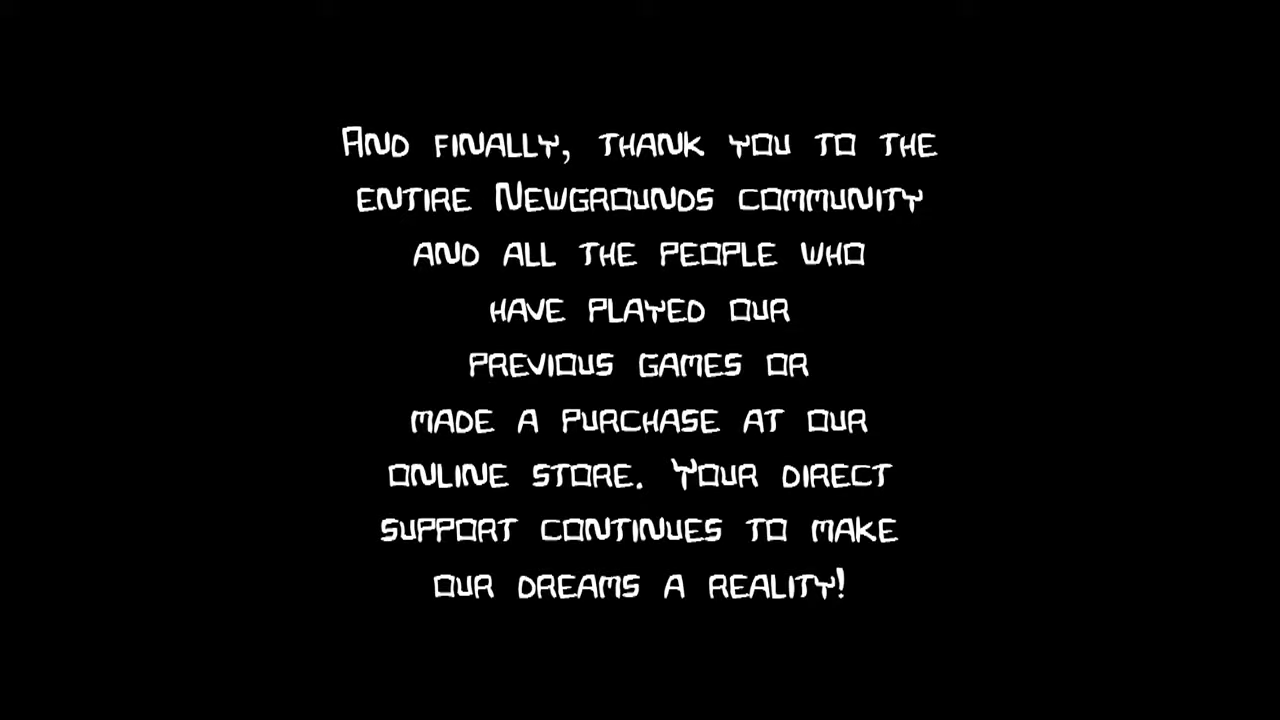 And finally, thank you to the
entire Newgrounds community
and all the people who
have played our
previous games or
made a purchase at our
online store. Your direct
support continues to make
our dreams a reality!